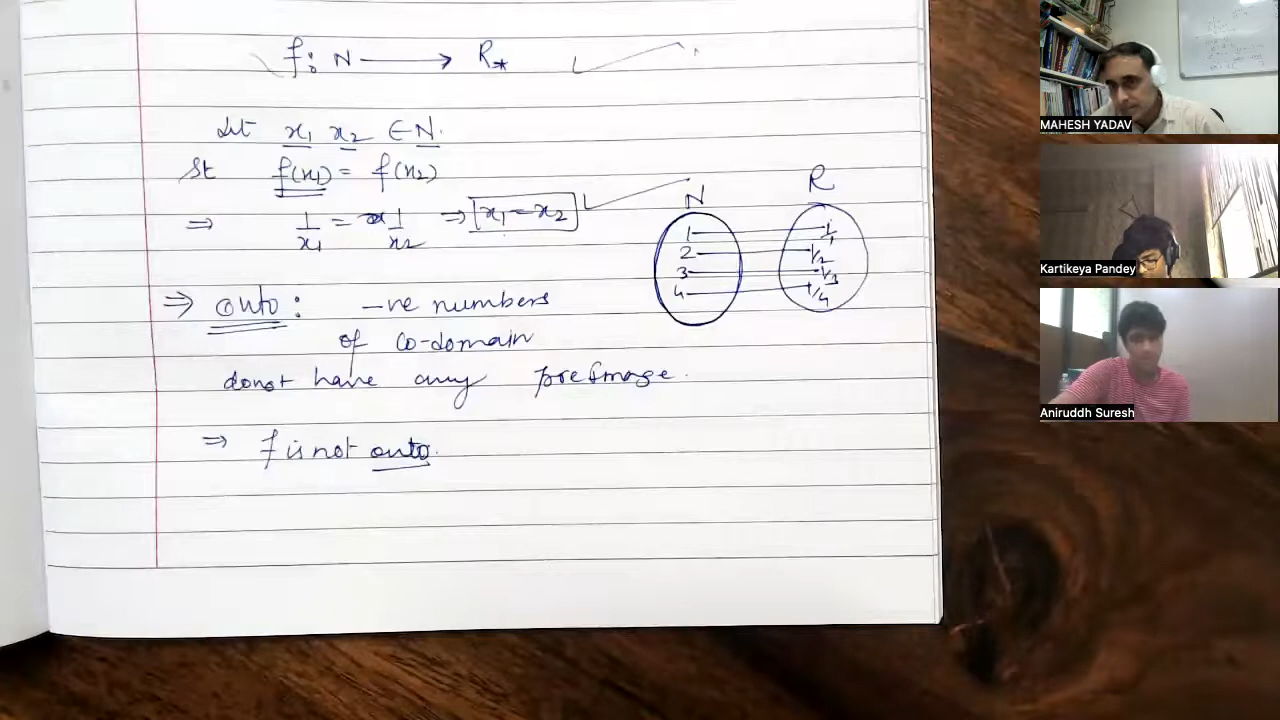 f: N ⟶ R*
Let x₁ x₂ ∈ N.
St f(x₁) = f(x₂)
⇒ 1/x₁ = 1/x₂ ⇒ x₁ = x₂
N R
1 1/1
2 1/2
3 1/3
4 1/4
⇒ onto: -ve numbers
of co-domain
donot have any preimage.
⇒ f is not onto.
MAHESH YADAV
Kartikeya Pandey
Aniruddh Suresh